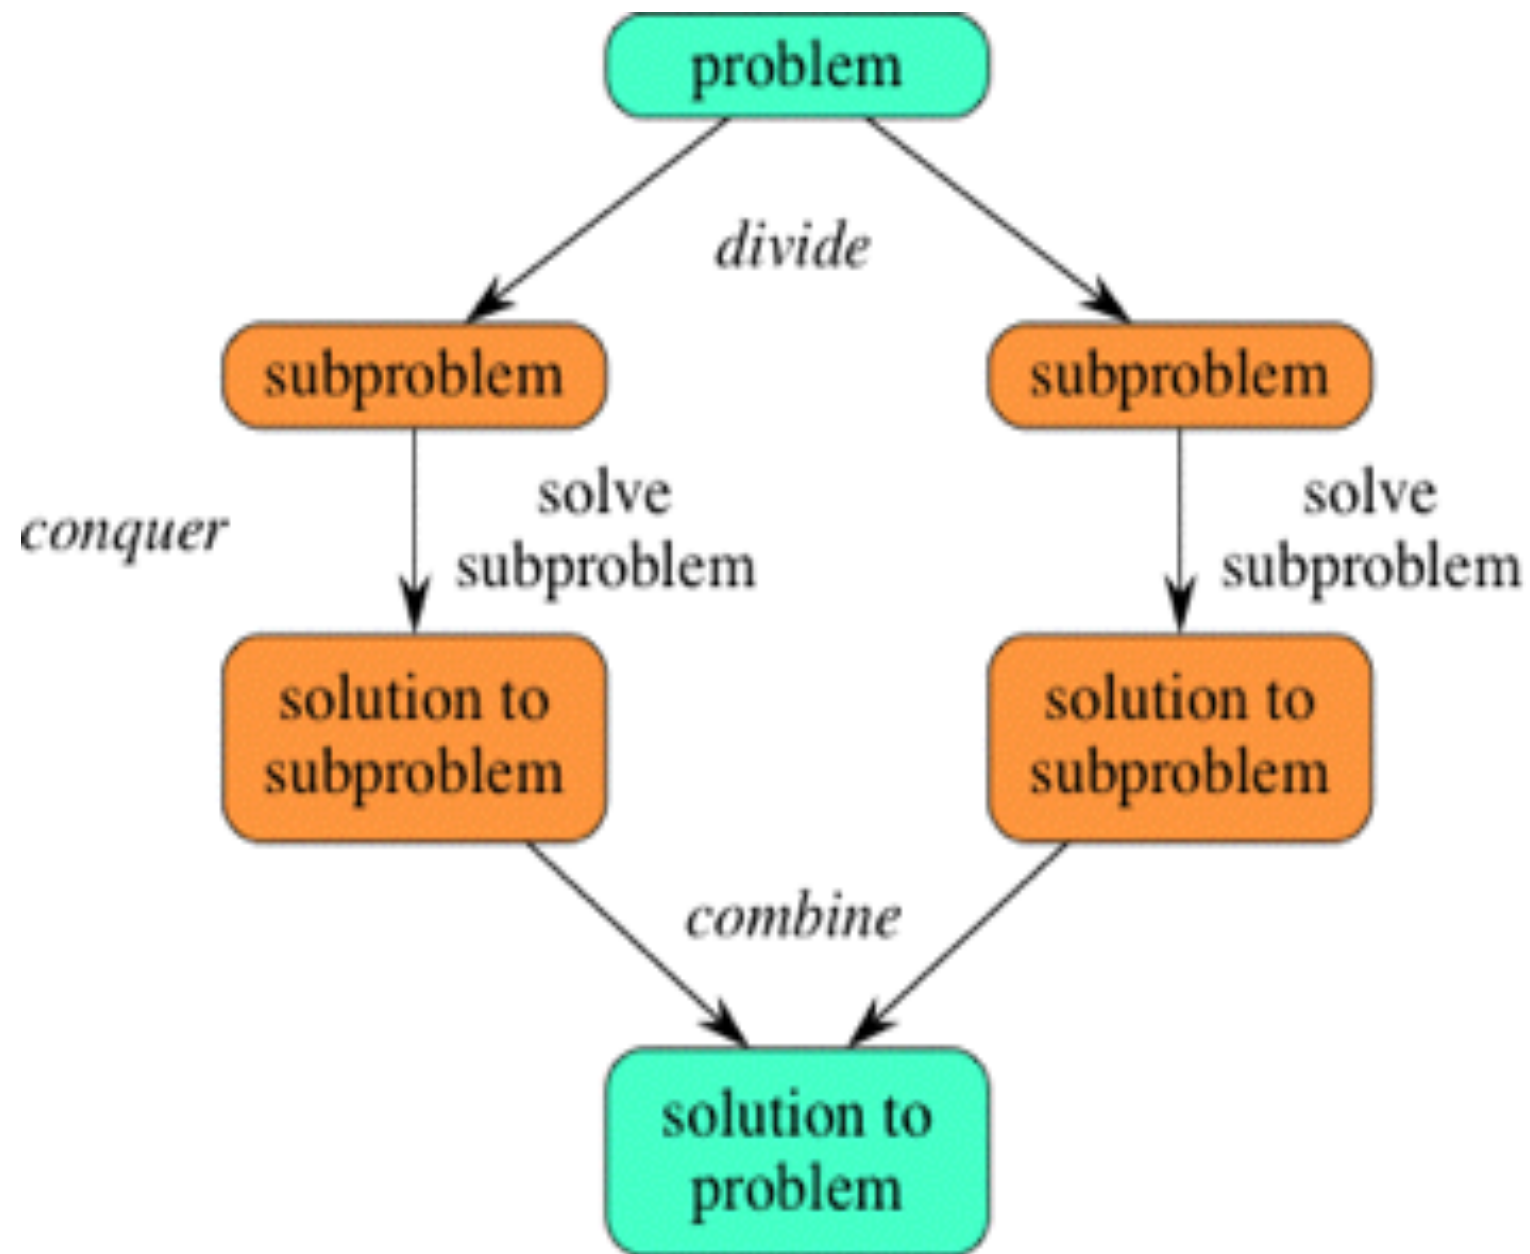 problem
divide
subproblem
subproblem
conquer
solve
subproblem
solve
subproblem
solution to
subproblem
solution to
subproblem
combine
solution to
problem